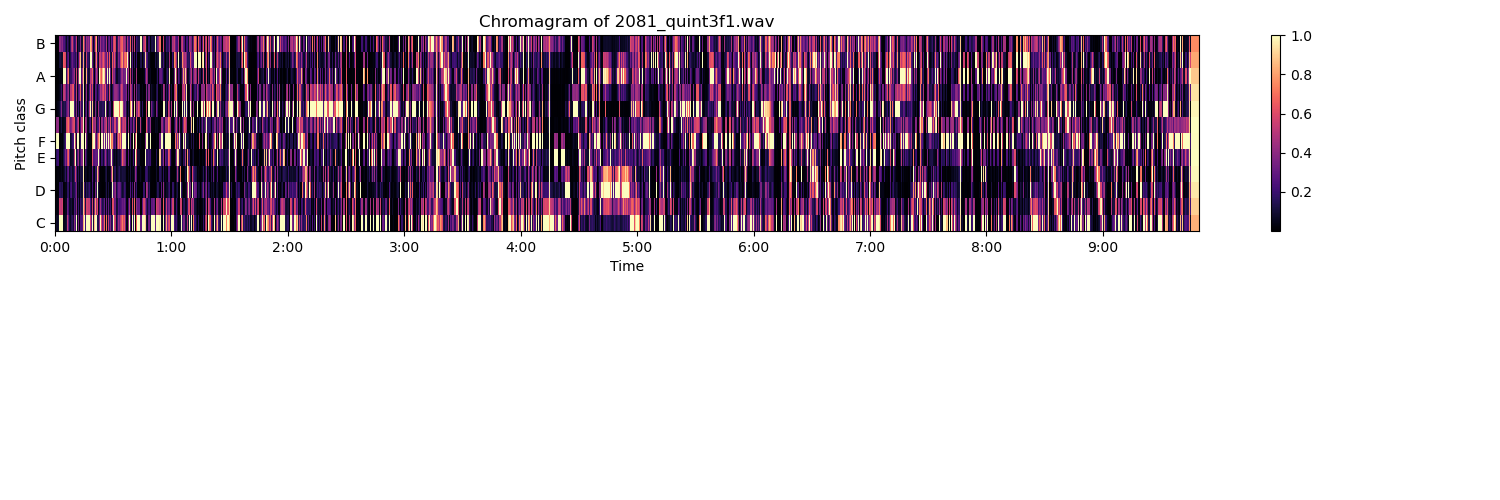 Chromagram of 2081_quint3f1.wav
Pitch class
B
A
G
F
E
D
C
0:00 1:00 2:00 3:00 4:00 5:00 6:00 7:00 8:00 9:00
Time
1.0
0.8
0.6
0.4
0.2